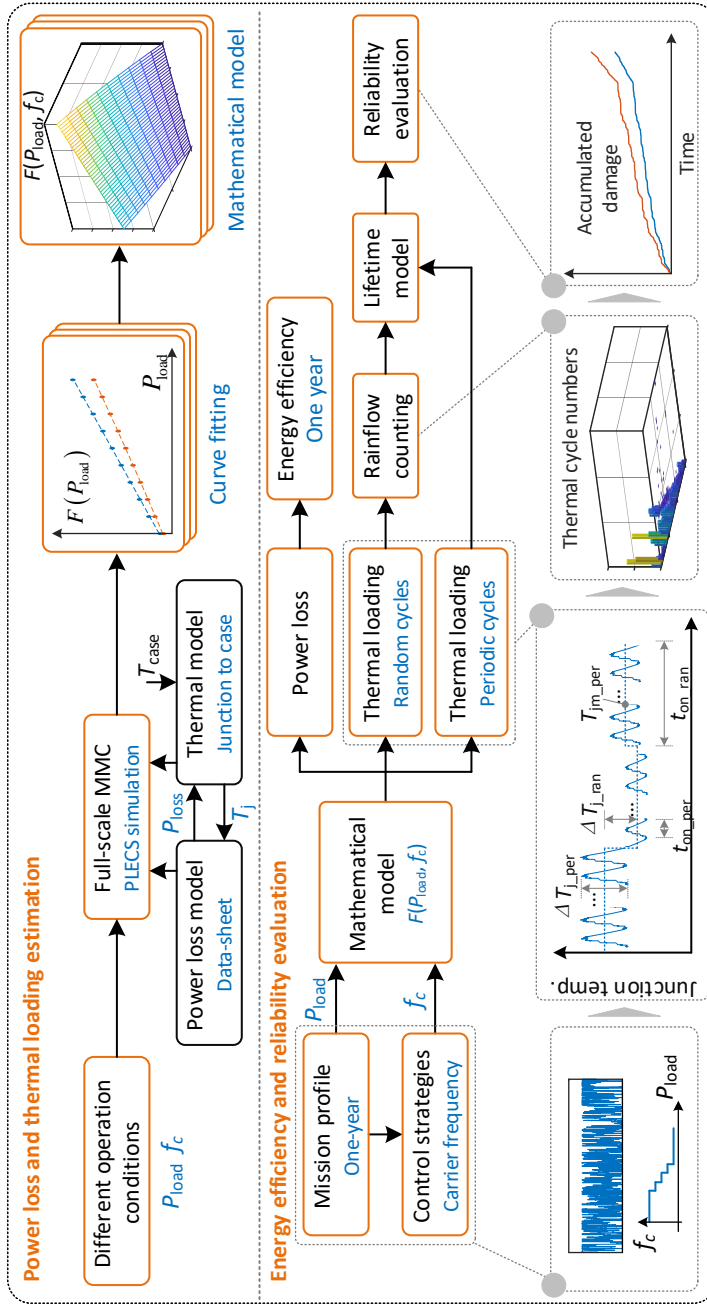 Power loss and thermal loading estimation
Different operation
conditions
P_load f_c
Full-scale MMC
PLECS simulation
Power loss model
Data-sheet
P_loss
T_j
Thermal model
Junction to case
T_case
F(P_load)
P_load
Curve fitting
F(P_load, f_c)
Mathematical model
Energy efficiency and reliability evaluation
Mission profile
One-year
Control strategies
Carrier frequency
P_load
f_c
Mathematical
model
F(P_load, f_c)
Power loss
Energy efficiency
One year
Thermal loading
Random cycles
Thermal loading
Periodic cycles
Rainflow
counting
Lifetime
model
Reliability
evaluation
f_c
P_load
Junction temp.
ΔT_j_per
...
ΔT_j_ran
...
t_on_per
T_jm_per
...
t_on_ran
Thermal cycle numbers
Accumulated
damage
Time